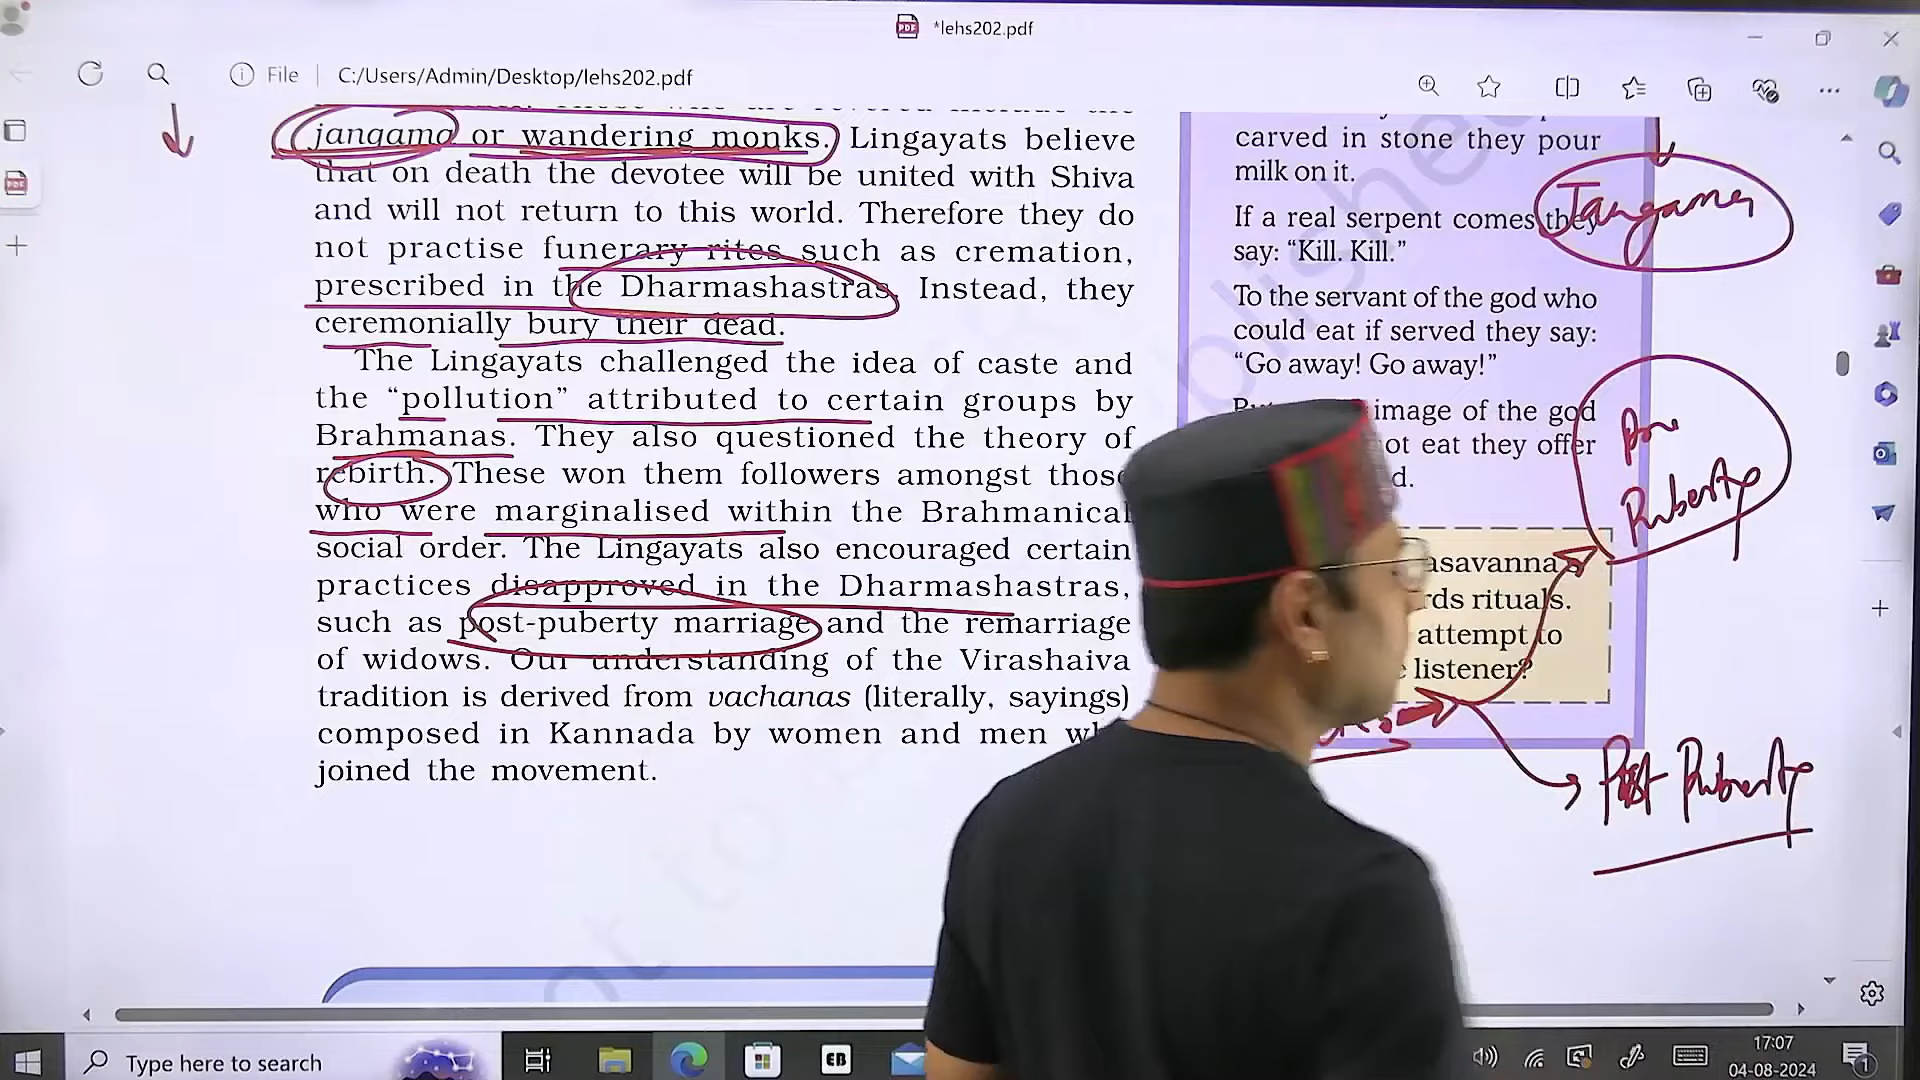 *lehs202.pdf
File
C:/Users/Admin/Desktop/lehs202.pdf
jangama or wandering monks. Lingayats believe
that on death the devotee will be united with Shiva
and will not return to this world. Therefore they do
not practise funerary rites such as cremation,
prescribed in the Dharmashastras. Instead, they
ceremonially bury their dead.
The Lingayats challenged the idea of caste and
the “pollution” attributed to certain groups by
Brahmanas. They also questioned the theory of
rebirth. These won them followers amongst those
who were marginalised within the Brahmanical
social order. The Lingayats also encouraged certain
practices disapproved in the Dharmashastras,
such as post-puberty marriage and the remarriage
of widows. Our understanding of the Virashaiva
tradition is derived from vachanas (literally, sayings)
composed in Kannada by women and men
joined the movement.
carved in stone they pour
milk on it.
If a real serpent comes they
say: “Kill. Kill.”
To the servant of the god who
could eat if served they say:
“Go away! Go away!”
image of the god
eat they offer
rituals.
attempt to
listener?
Jangama
Puberty
Post Puberty
Type here to search
17:07
04-08-2024